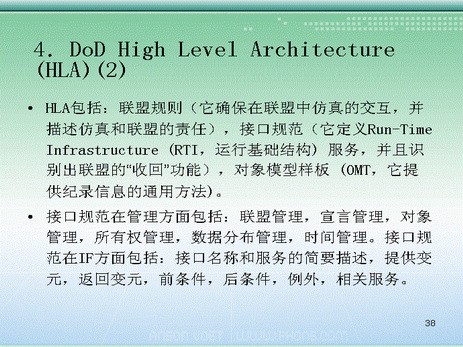 4. DoD High Level Architecture
(HLA)(2)
• HLA包括：联盟规则（它确保在联盟中仿真的交互，并
描述仿真和联盟的责任），接口规范（它定义Run-Time
Infrastructure (RTI，运行基础结构) 服务，并且识
别出联盟的“收回”功能），对象模型样板 (OMT，它提
供纪录信息的通用方法)。
• 接口规范在管理方面包括：联盟管理，宣言管理，对象
管理，所有权管理，数据分布管理，时间管理。接口规
范在IF方面包括：接口名称和服务的简要描述，提供变
元，返回变元，前条件，后条件，例外，相关服务。
38